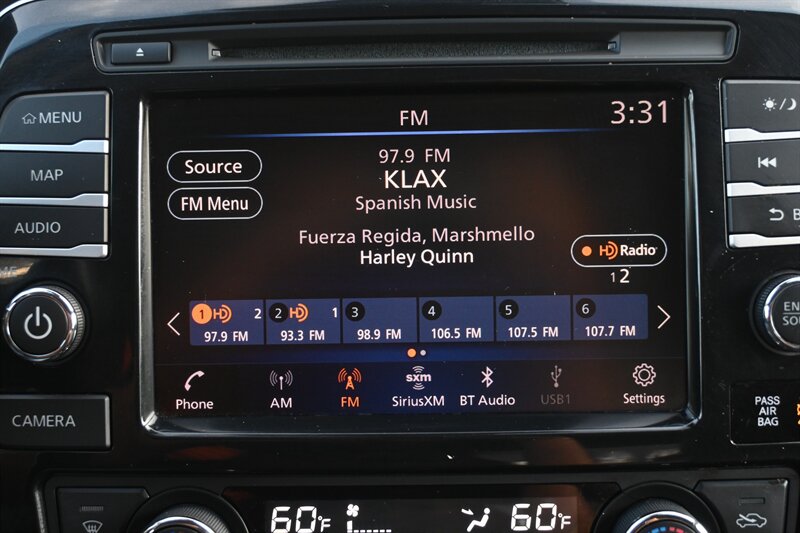 MENU
MAP
AUDIO
CAMERA
FM
3:31
Source
FM Menu
97.9 FM
KLAX
Spanish Music
Fuerza Regida, Marshmello
Harley Quinn
HD Radio
1 2
1 HD 2
97.9 FM
2 HD 1
93.3 FM
3
98.9 FM
4
106.5 FM
5
107.5 FM
6
107.7 FM
Phone
AM
FM
sxm
SiriusXM
BT Audio
USB1
Settings
PASS
AIR
BAG
60°F
60°F